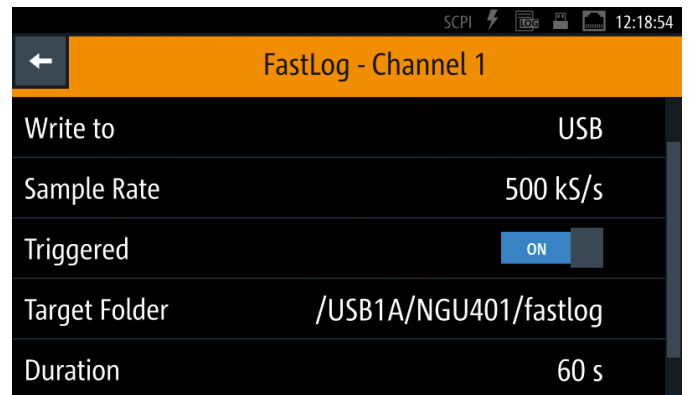 SCPI LOG 12:18:54
FastLog - Channel 1
Write to USB
Sample Rate 500 kS/s
Triggered ON
Target Folder /USB1A/NGU401/fastlog
Duration 60 s